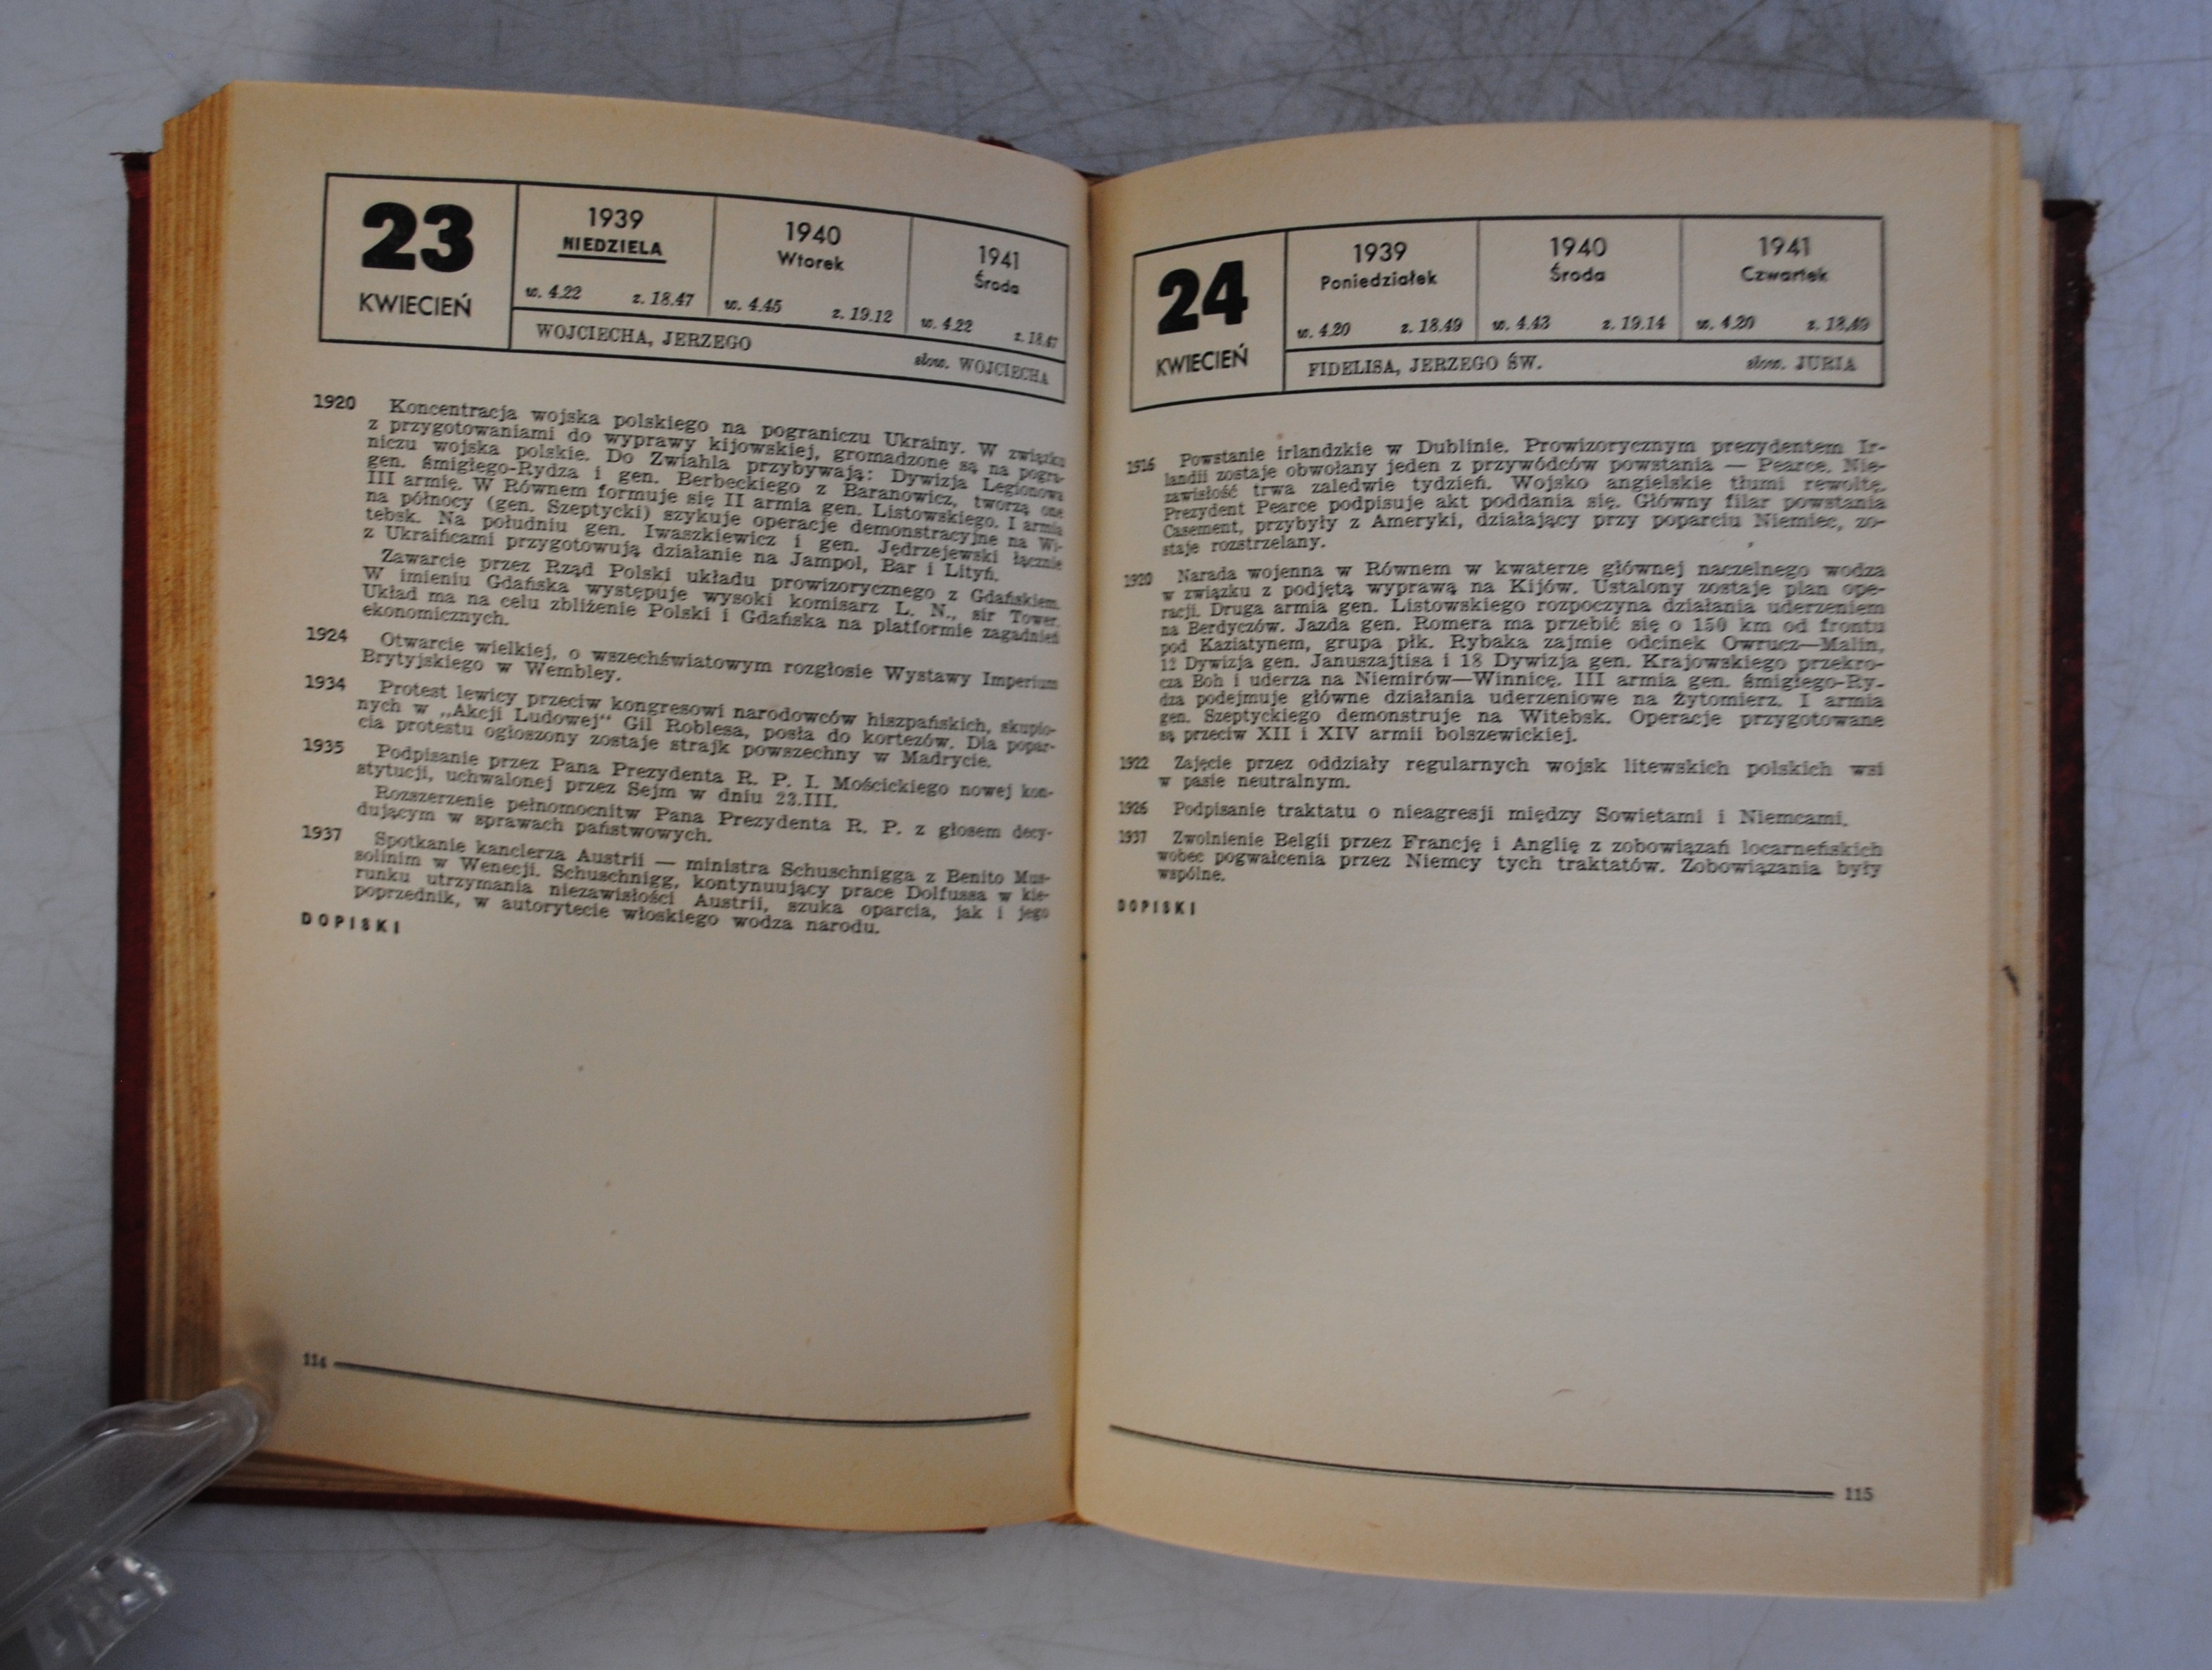 23
KWIECIEŃ
1939
NIEDZIELA
w. 4.22 z. 18.47
1940
Wtorek
w. 4.45 z. 19.12
1941
Środa
w. 4.22 z. 18.47
WOJCIECHA, JERZEGO słow. WOJCIECHA
1920 Koncentracja wojska polskiego na pograniczu Ukrainy. W związku
z przygotowaniami do wyprawy kijowskiej, gromadzone są na pogra-
niczu wojska polskie. Do Zwiahla przybywają: Dywizja Legionowa
gen. śmigłego-Rydza i gen. Berbeckiego z Baranowicz, tworzą one
III armię. W Równem formuje się II armia gen. Listowskiego. I armia
na północy (gen. Szeptycki) szykuje operacje demonstracyjne na Wi-
tebsk. Na południu gen. Iwaszkiewicz i gen. Jędrzejewski łącznie
z Ukraińcami przygotowują działanie na Jampol, Bar i Lityń.
Zawarcie przez Rząd Polski układu prowizorycznego z Gdańskiem.
W imieniu Gdańska występuje wysoki komisarz L. N., sir Tower.
Układ ma na celu zbliżenie Polski i Gdańska na platformie zagadnień
ekonomicznych.
1924 Otwarcie wielkiej, o wszechświatowym rozgłosie Wystawy Imperium
Brytyjskiego w Wembley.
1934 Protest lewicy przeciw kongresowi narodowców hiszpańskich, skupio-
nych w „Akcji Ludowej" Gil Roblesa, posła do kortezów. Dla popar-
cia protestu ogłoszony zostaje strajk powszechny w Madrycie.
1935 Podpisanie przez Pana Prezydenta R. P. I. Mościckiego nowej kon-
stytucji, uchwalonej przez Sejm w dniu 23.III.
Rozszerzenie pełnomocnitw Pana Prezydenta R. P. z głosem decy-
dującym w sprawach państwowych.
1937 Spotkanie kanclerza Austrii — ministra Schuschnigga z Benito Mus-
solinim w Wenecji. Schuschnigg, kontynuujący prace Dolfussa w kie-
runku utrzymania niezawisłości Austrii, szuka oparcia, jak i jego
poprzednik, w autorytecie włoskiego wodza narodu.
DOPISKI
114
24
KWIECIEŃ
1939
Poniedziałek
w. 4.20 z. 18.49
1940
Środa
w. 4.43 z. 19.14
1941
Czwartek
w. 4.20 z. 18.49
FIDELISA, JERZEGO ŚW. słow. JURIA
1916 Powstanie irlandzkie w Dublinie. Prowizorycznym prezydentem Ir-
landii zostaje obwołany jeden z przywódców powstania — Pearce. Nie-
zawisłość trwa zaledwie tydzień. Wojsko angielskie tłumi rewoltę.
Prezydent Pearce podpisuje akt poddania się. Główny filar powstania
Casement, przybyły z Ameryki, działający przy poparciu Niemiec, zo-
staje rozstrzelany.
1920 Narada wojenna w Równem w kwaterze głównej naczelnego wodza
w związku z podjętą wyprawą na Kijów. Ustalony zostaje plan ope-
racji. Druga armia gen. Listowskiego rozpoczyna działania uderzeniem
na Berdyczów. Jazda gen. Romera ma przebić się o 150 km od frontu
pod Kaziatynem, grupa płk. Rybaka zajmie odcinek Owrucz—Malin,
12 Dywizja gen. Januszajtisa i 18 Dywizja gen. Krajowskiego przekro-
cza Boh i uderza na Niemirów—Winnicę. III armia gen. śmigłego-Ry-
dza podejmuje główne działania uderzeniowe na Żytomierz. I armia
gen. Szeptyckiego demonstruje na Witebsk. Operacje przygotowane
są przeciw XII i XIV armii bolszewickiej.
1922 Zajęcie przez oddziały regularnych wojsk litewskich polskich wsi
w pasie neutralnym.
1926 Podpisanie traktatu o nieagresji między Sowietami i Niemcami.
1937 Zwolnienie Belgii przez Francję i Anglię z zobowiązań locarneńskich
wobec pogwałcenia przez Niemcy tych traktatów. Zobowiązania były
wspólne.
DOPISKI
115